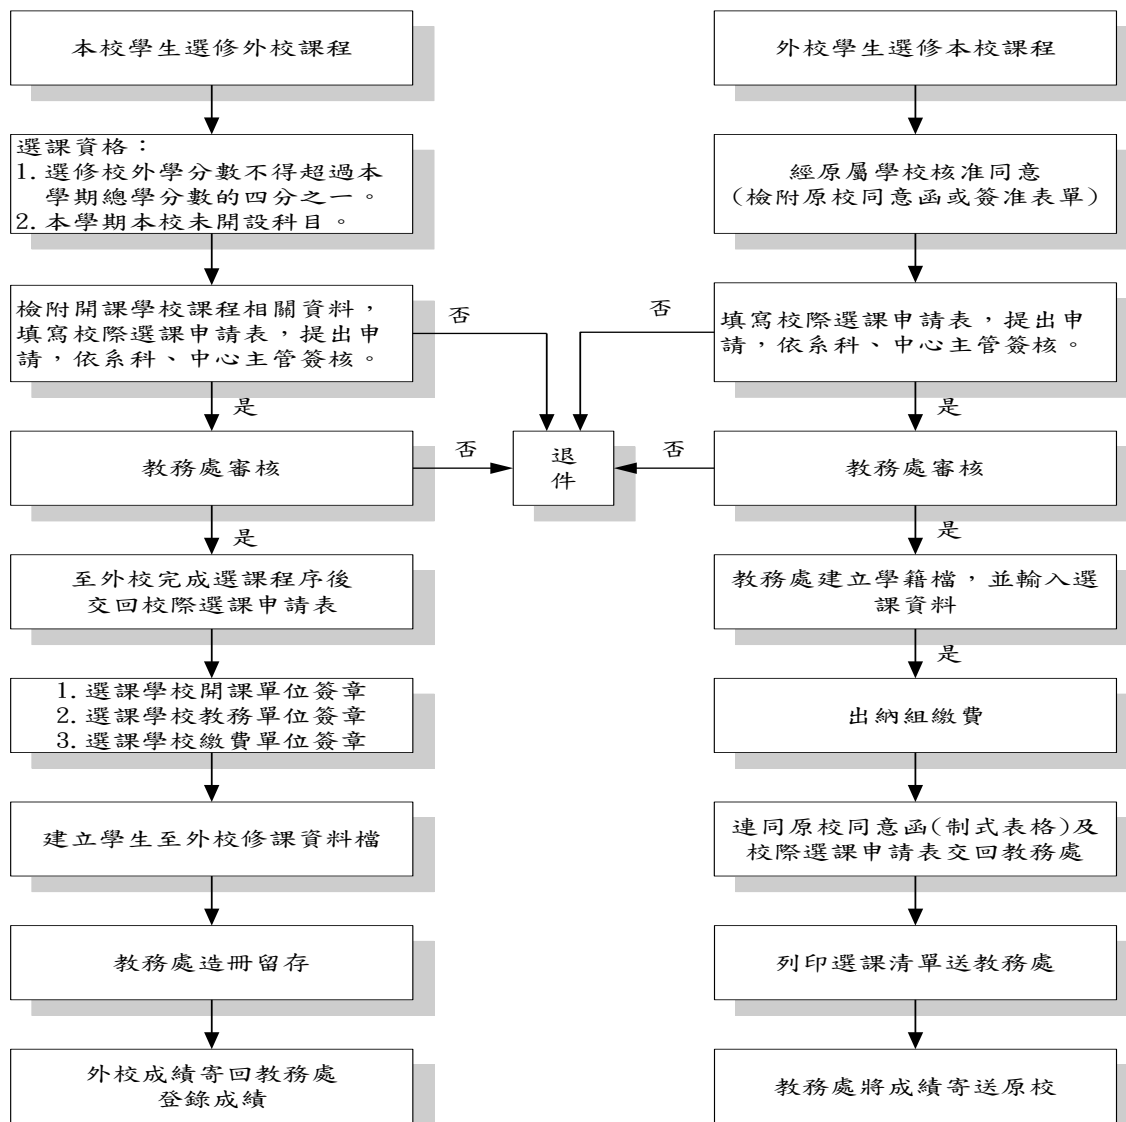 本校學生選修外校課程
選課資格：
1.選修校外學分數不得超過本
學期總學分數的四分之一。
2.本學期本校未開設科目。
檢附開課學校課程相關資料，
填寫校際選課申請表，提出申
請，依系科、中心主管簽核。
否
是
教務處審核
否
是
至外校完成選課程序後
交回校際選課申請表
1.選課學校開課單位簽章
2.選課學校教務單位簽章
3.選課學校繳費單位簽章
建立學生至外校修課資料檔
教務處造冊留存
外校成績寄回教務處
登錄成績
退
件
外校學生選修本校課程
經原屬學校核准同意
(檢附原校同意函或簽准表單)
否
填寫校際選課申請表，提出申
請，依系科、中心主管簽核。
是
否
教務處審核
是
教務處建立學籍檔，並輸入選
課資料
是
出納組繳費
連同原校同意函(制式表格)及
校際選課申請表交回教務處
列印選課清單送教務處
教務處將成績寄送原校